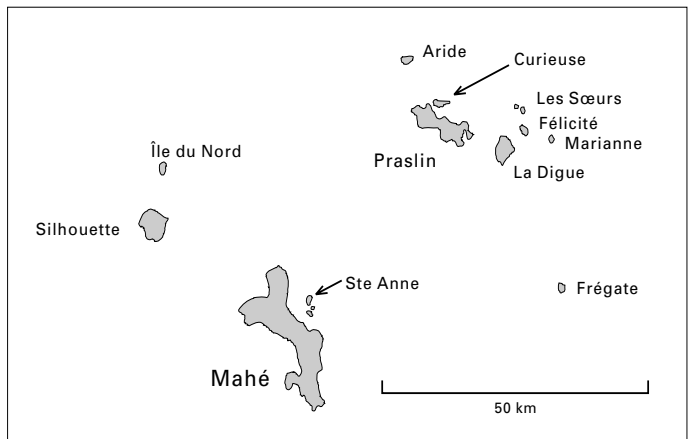 Aride
Curieuse
Les Sœurs
Félicité
Marianne
Praslin
La Digue
Île du Nord
Silhouette
Ste Anne
Frégate
Mahé
50 km